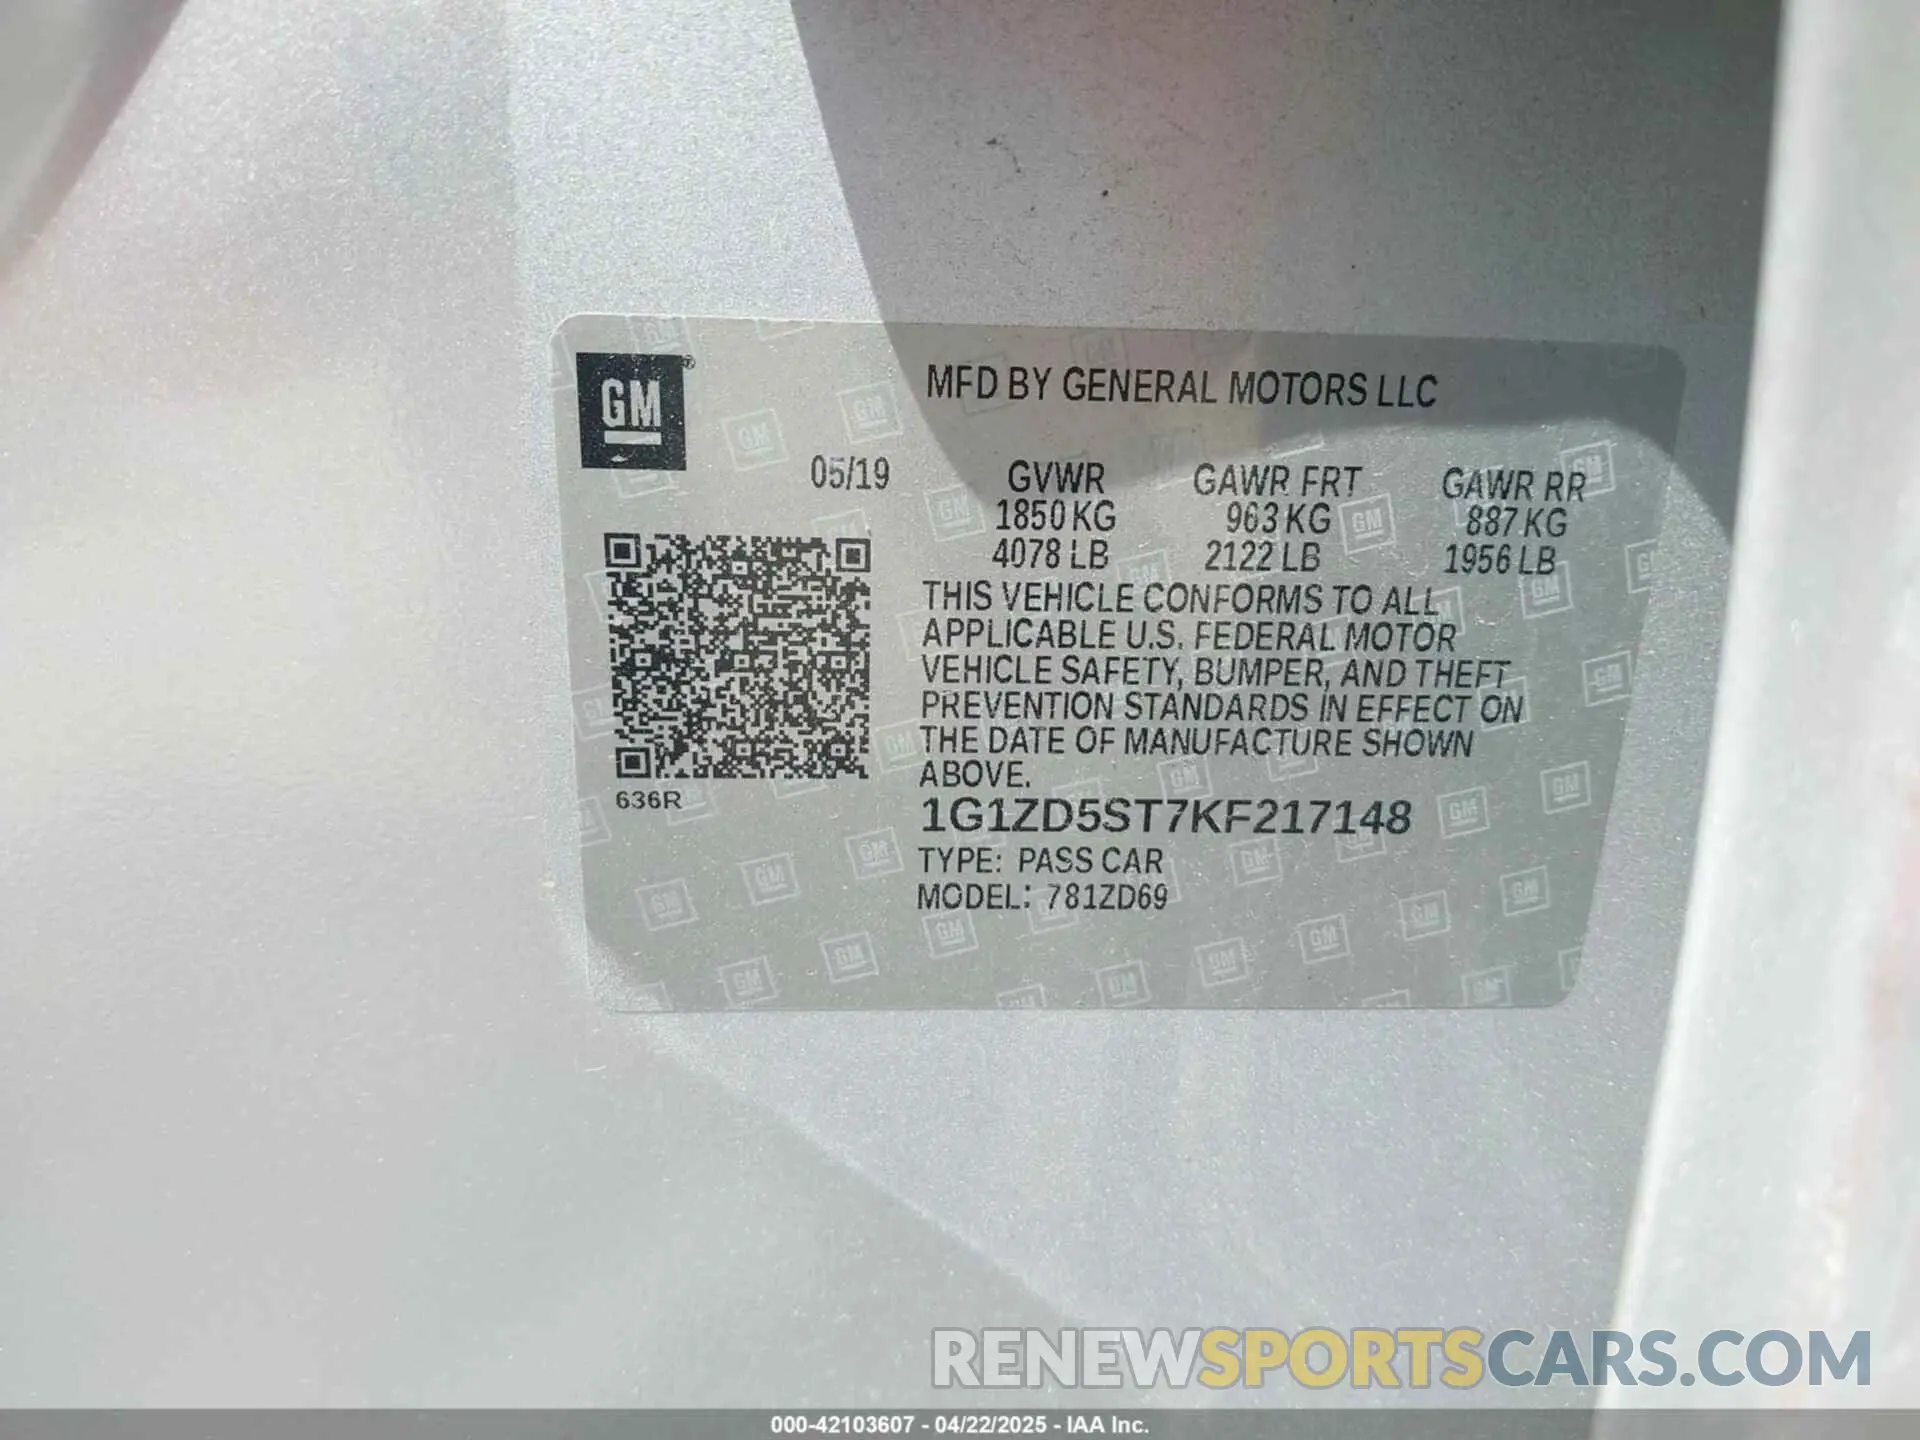 GM®
MFD BY GENERAL MOTORS LLC
05/19 GVWR GAWR FRT GAWR RR
1850 KG 963 KG 887 KG
4078 LB 2122 LB 1956 LB
THIS VEHICLE CONFORMS TO ALL
APPLICABLE U.S. FEDERAL MOTOR
VEHICLE SAFETY, BUMPER, AND THEFT
PREVENTION STANDARDS IN EFFECT ON
THE DATE OF MANUFACTURE SHOWN
ABOVE.
636R
1G1ZD5ST7KF217148
TYPE: PASS CAR
MODEL: 781ZD69
RENEWSPORTSCARS.COM
000-42103607 - 04/22/2025 - IAA Inc.